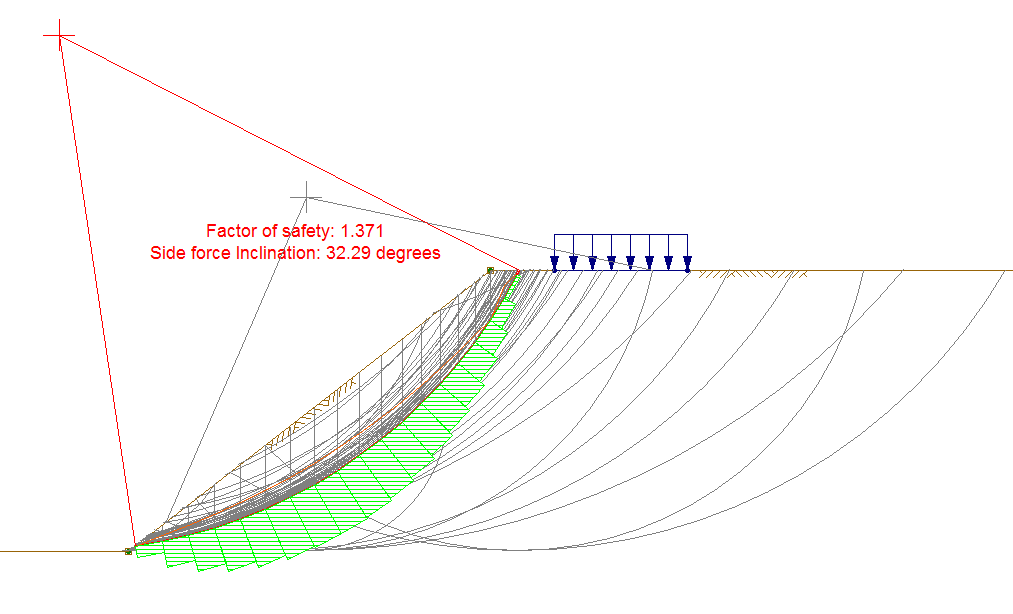 Factor of safety: 1.371
Side force Inclination: 32.29 degrees